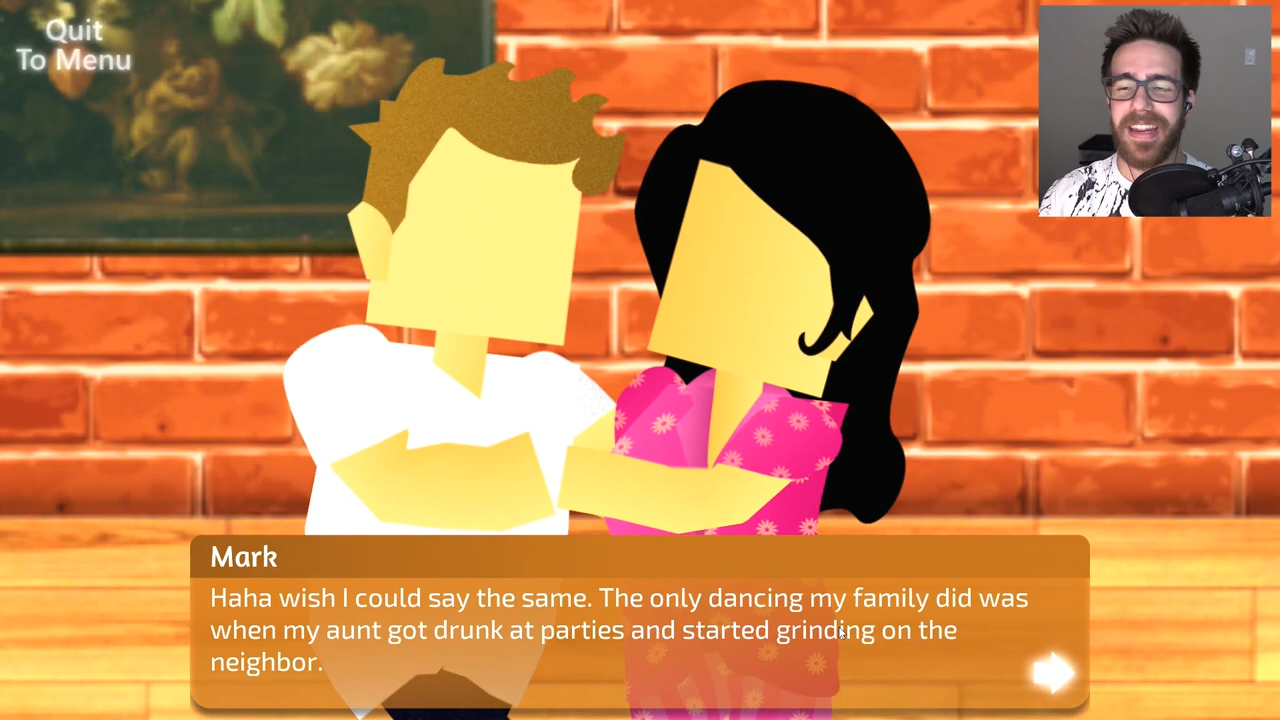 Quit
To Menu
Mark
Haha wish I could say the same. The only dancing my family did was
when my aunt got drunk at parties and started grinding on the
neighbor.